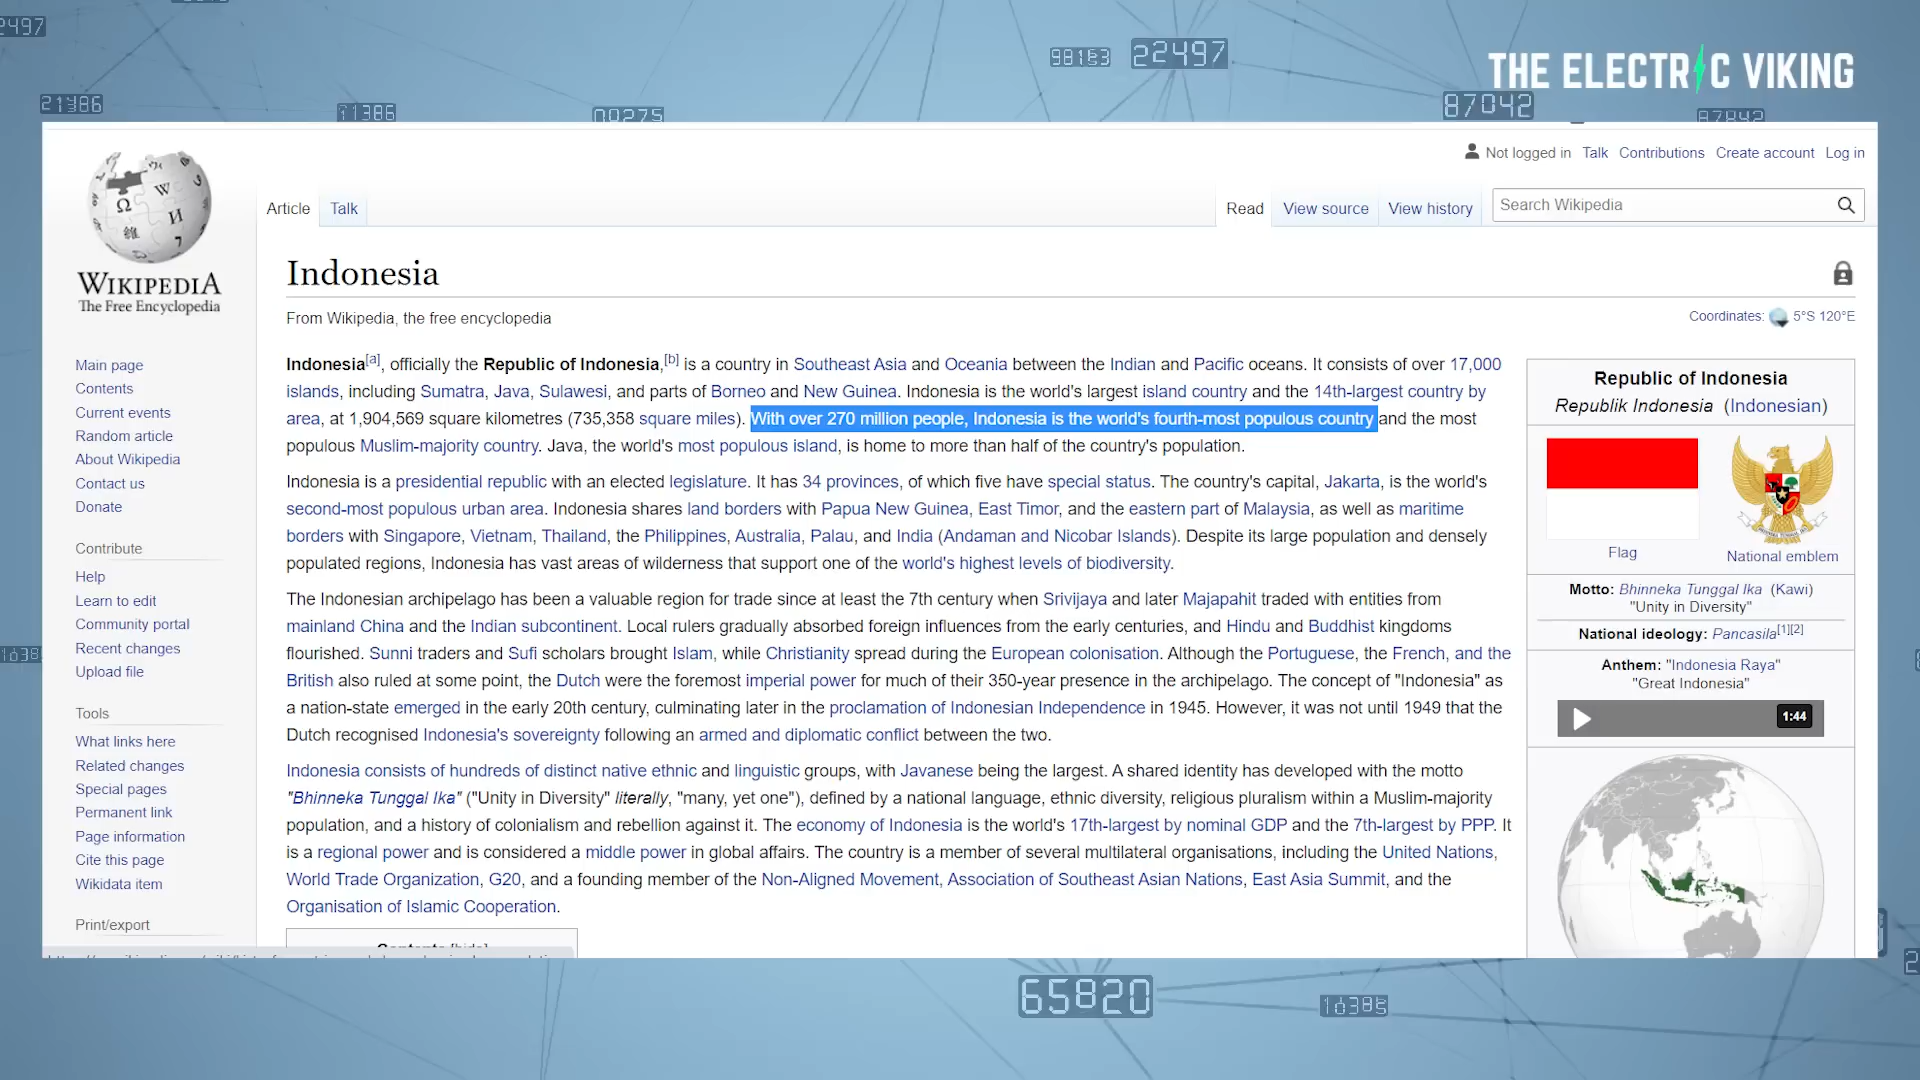 2497
98153
22497
THE ELECTRIC VIKING
21386
11386
00275
87042
87842
Not logged in Talk Contributions Create account Log in
Article Talk
Read View source View history Search Wikipedia
WIKIPEDIA
The Free Encyclopedia
Indonesia
From Wikipedia, the free encyclopedia
Coordinates: 5°S 120°E
Main page
Contents
Current events
Random article
About Wikipedia
Contact us
Donate
Contribute
Help
Learn to edit
Community portal
Recent changes
Upload file
Tools
What links here
Related changes
Special pages
Permanent link
Page information
Cite this page
Wikidata item
Print/export
Indonesia[a], officially the Republic of Indonesia,[b] is a country in Southeast Asia and Oceania between the Indian and Pacific oceans. It consists of over 17,000
islands, including Sumatra, Java, Sulawesi, and parts of Borneo and New Guinea. Indonesia is the world's largest island country and the 14th-largest country by
area, at 1,904,569 square kilometres (735,358 square miles). With over 270 million people, Indonesia is the world's fourth-most populous country and the most
populous Muslim-majority country. Java, the world's most populous island, is home to more than half of the country's population.
Indonesia is a presidential republic with an elected legislature. It has 34 provinces, of which five have special status. The country's capital, Jakarta, is the world's
second-most populous urban area. Indonesia shares land borders with Papua New Guinea, East Timor, and the eastern part of Malaysia, as well as maritime
borders with Singapore, Vietnam, Thailand, the Philippines, Australia, Palau, and India (Andaman and Nicobar Islands). Despite its large population and densely
populated regions, Indonesia has vast areas of wilderness that support one of the world's highest levels of biodiversity.
The Indonesian archipelago has been a valuable region for trade since at least the 7th century when Srivijaya and later Majapahit traded with entities from
mainland China and the Indian subcontinent. Local rulers gradually absorbed foreign influences from the early centuries, and Hindu and Buddhist kingdoms
flourished. Sunni traders and Sufi scholars brought Islam, while Christianity spread during the European colonisation. Although the Portuguese, the French, and the
British also ruled at some point, the Dutch were the foremost imperial power for much of their 350-year presence in the archipelago. The concept of "Indonesia" as
a nation-state emerged in the early 20th century, culminating later in the proclamation of Indonesian Independence in 1945. However, it was not until 1949 that the
Dutch recognised Indonesia's sovereignty following an armed and diplomatic conflict between the two.
Indonesia consists of hundreds of distinct native ethnic and linguistic groups, with Javanese being the largest. A shared identity has developed with the motto
"Bhinneka Tunggal Ika" ("Unity in Diversity" literally, "many, yet one"), defined by a national language, ethnic diversity, religious pluralism within a Muslim-majority
population, and a history of colonialism and rebellion against it. The economy of Indonesia is the world's 17th-largest by nominal GDP and the 7th-largest by PPP. It
is a regional power and is considered a middle power in global affairs. The country is a member of several multilateral organisations, including the United Nations,
World Trade Organization, G20, and a founding member of the Non-Aligned Movement, Association of Southeast Asian Nations, East Asia Summit, and the
Organisation of Islamic Cooperation.
Contents [hide]
Republic of Indonesia
Republik Indonesia (Indonesian)
Flag
National emblem
Motto: Bhinneka Tunggal Ika (Kawi)
"Unity in Diversity"
National ideology: Pancasila[1][2]
Anthem: "Indonesia Raya"
"Great Indonesia"
1:44
1638
65820
16385